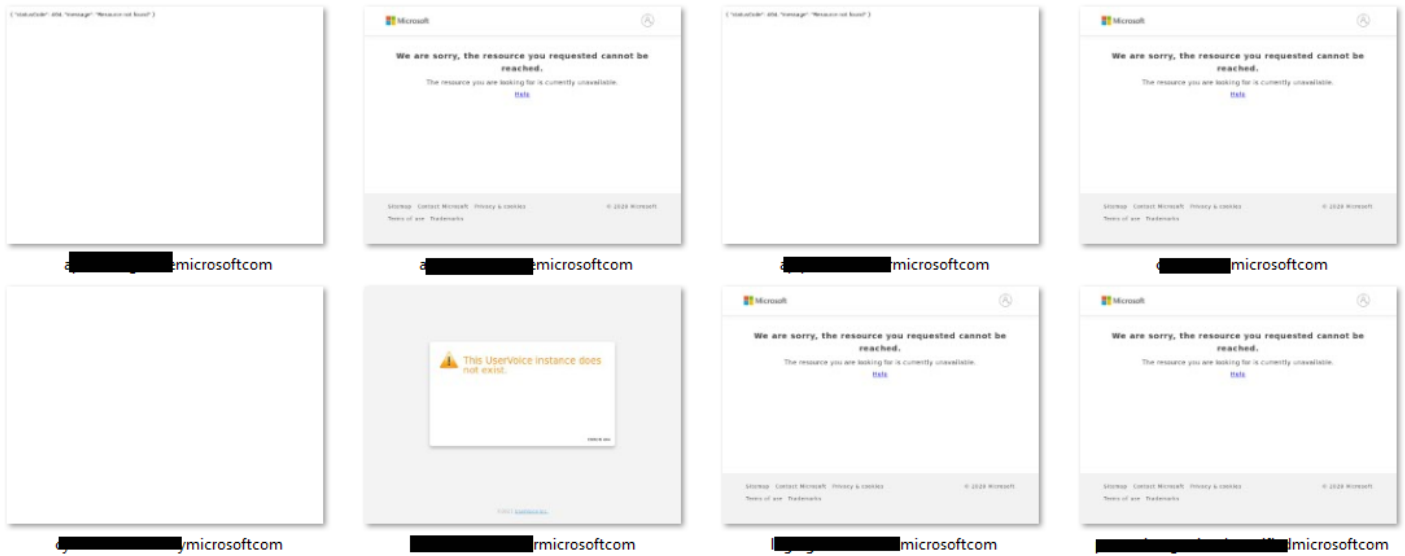 { "statusCode": 404, "message": "Resource not found" }
Microsoft
We are sorry, the resource you requested cannot be
reached.
The resource you are looking for is currently unavailable.
Help
Sitemap Contact Microsoft Privacy & cookies © 2020 Microsoft
Terms of use Trademarks
{ "statusCode": 404, "message": "Resource not found" }
Microsoft
We are sorry, the resource you requested cannot be
reached.
The resource you are looking for is currently unavailable.
Help
Sitemap Contact Microsoft Privacy & cookies © 2020 Microsoft
Terms of use Trademarks
emicrosoftcom
emicrosoftcom
rmicrosoftcom
microsoftcom
This UserVoice instance does
not exist.
Microsoft
We are sorry, the resource you requested cannot be
reached.
The resource you are looking for is currently unavailable.
Help
Sitemap Contact Microsoft Privacy & cookies © 2020 Microsoft
Terms of use Trademarks
Microsoft
We are sorry, the resource you requested cannot be
reached.
The resource you are looking for is currently unavailable.
Help
Sitemap Contact Microsoft Privacy & cookies © 2020 Microsoft
Terms of use Trademarks
ymicrosoftcom
rmicrosoftcom
microsoftcom
dmicrosoftcom